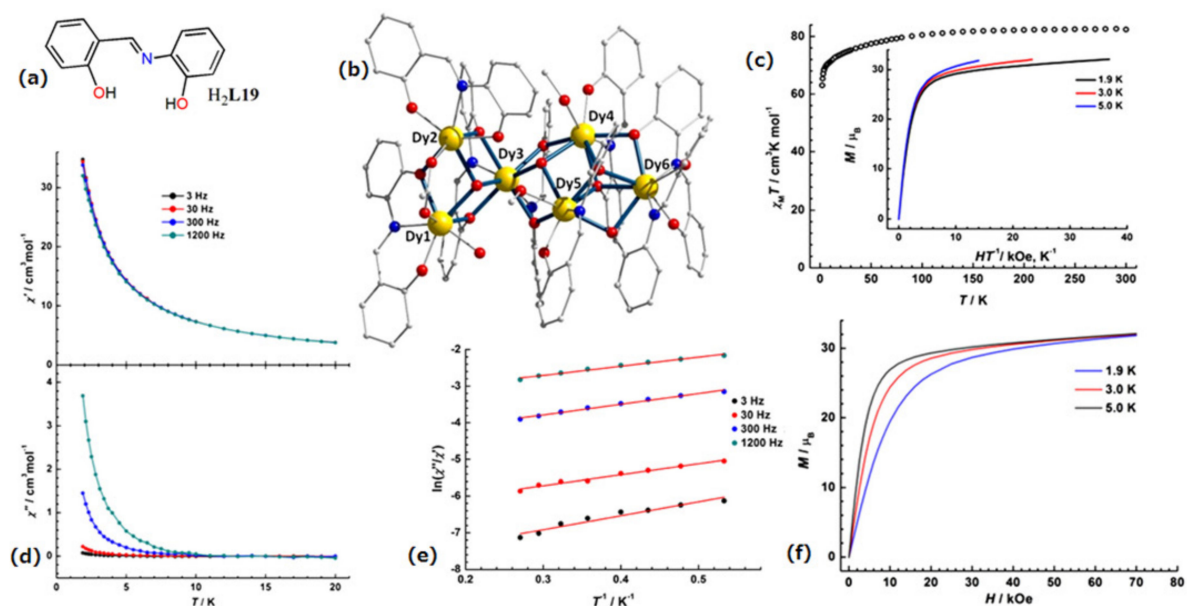 (a)
OH
N
HO
H₂L19
(b)
Dy2
Dy3
Dy4
Dy6
Dy5
Dy1
(c)
χMT / cm³K mol⁻¹
80
60
40
20
0
M / μB
30
20
10
0
1.9 K
3.0 K
5.0 K
0 10 20 30 40
HT⁻¹/ kOe, K⁻¹
0 50 100 150 200 250 300
T / K
χ' / cm³mol⁻¹
30
20
10
0
3 Hz
30 Hz
300 Hz
1200 Hz
(d)
χ'' / cm³mol⁻¹
4
3
2
1
0
0 5 10 15 20
T / K
(e)
ln(χ''/χ')
-2
-3
-4
-5
-6
-7
-8
3 Hz
30 Hz
300 Hz
1200 Hz
0.2 0.3 0.4 0.5 0.6
T⁻¹ / K⁻¹
(f)
M / μB
30
20
10
0
1.9 K
3.0 K
5.0 K
0 10 20 30 40 50 60 70 80
H / kOe